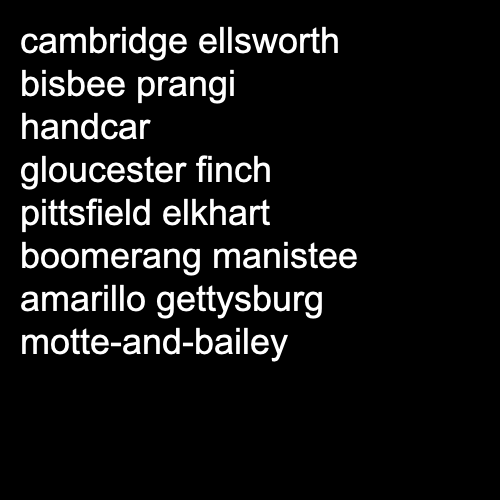 cambridge ellsworth
bisbee prangi
handcar
gloucester finch
pittsfield elkhart
boomerang manistee
amarillo gettysburg
motte-and-bailey